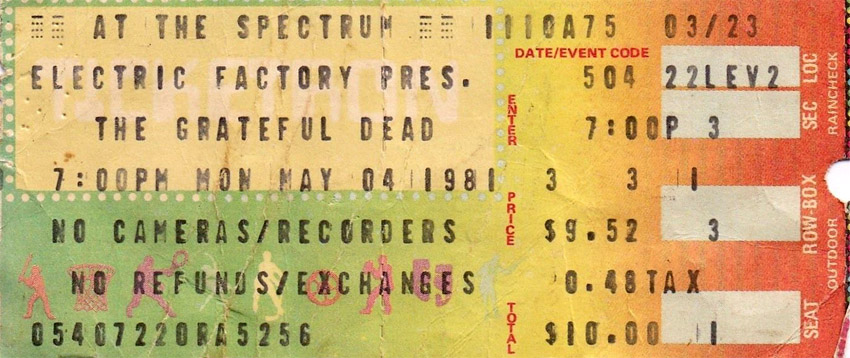 AT THE SPECTRUM 1110A75 03/23
DATE/EVENT CODE
ELECTRIC FACTORY PRES. 504 22LEV2
THE GRATEFUL DEAD 7:00P 3
7:00PM MON MAY 04 1981 3 3 1
NO CAMERAS/RECORDERS $9.52 3
NO REFUNDS/EXCHANGES 0.48TAX
05407220RA5256 $10.00 1
ENTER
PRICE
TOTAL
LOC
SEC
ROW-BOX
SEAT
RAINCHECK
OUTDOOR